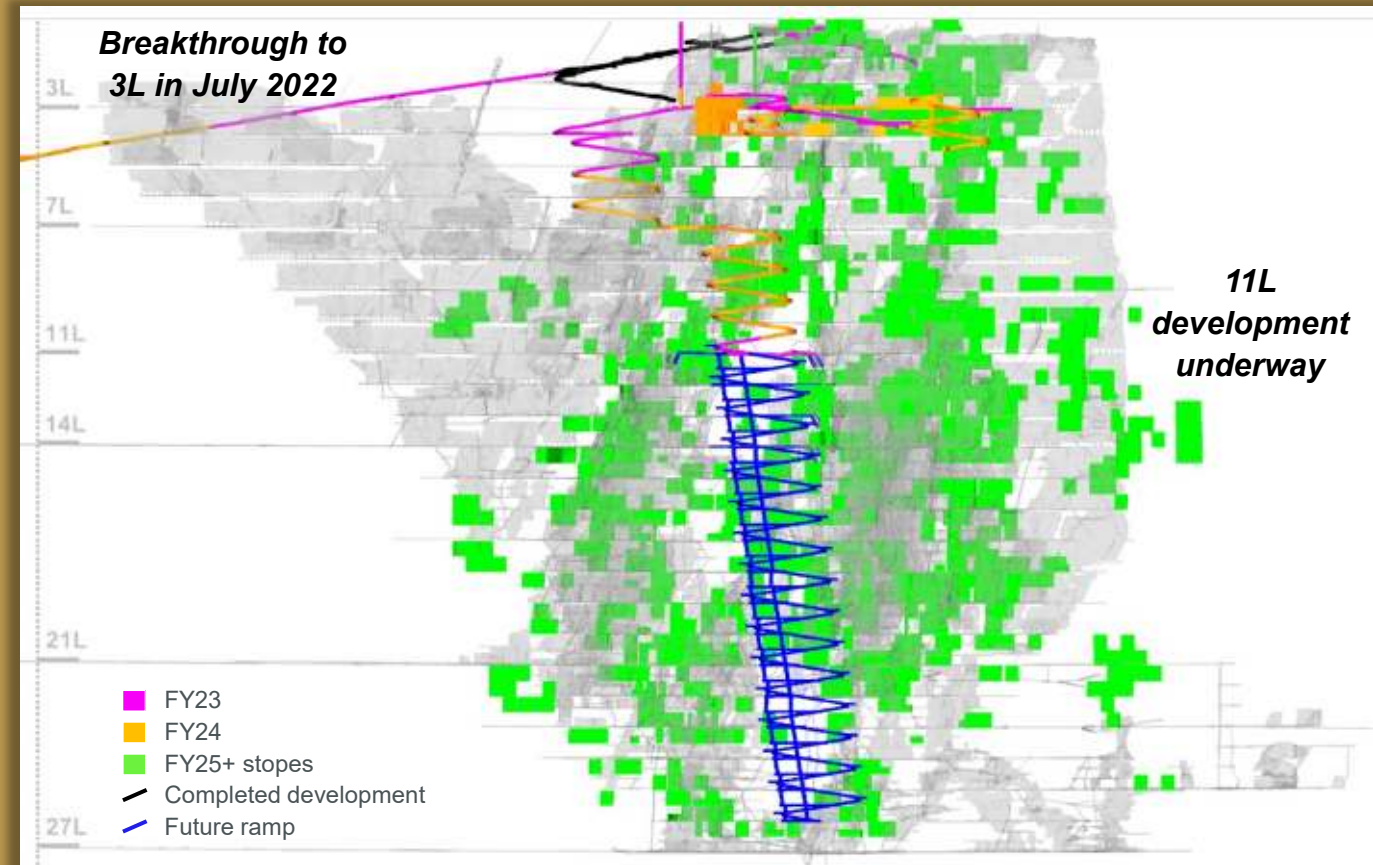 Breakthrough to
3L in July 2022
3L
7L
11L
11L
development
underway
14L
21L
FY23
FY24
FY25+ stopes
Completed development
Future ramp
27L